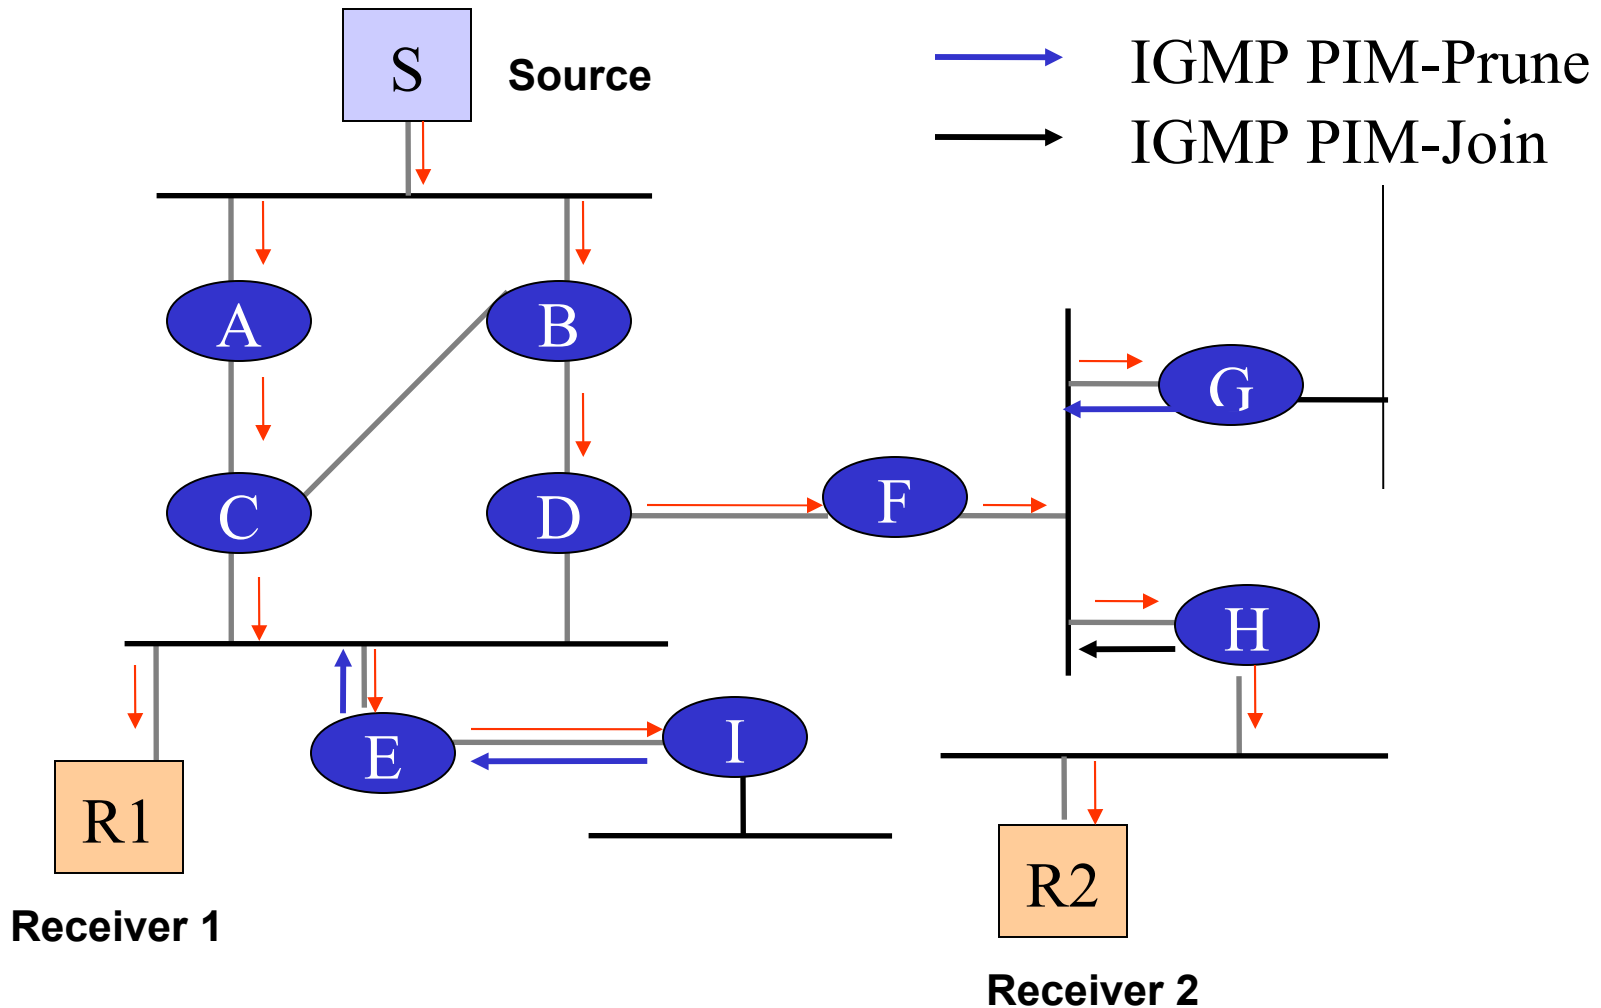 S
Source
IGMP PIM-Prune
IGMP PIM-Join
A
B
G
C
D
F
H
E
I
R1
R2
Receiver 1
Receiver 2